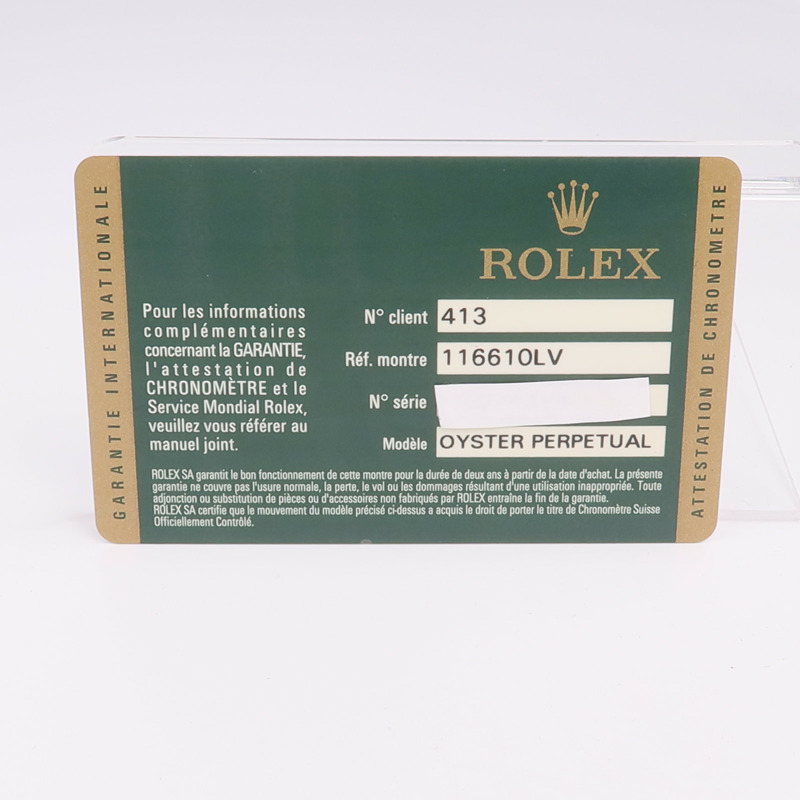 GARANTIE INTERNATIONALE
ROLEX
Pour les informations
complémentaires
concernant la GARANTIE,
l'attestation de
CHRONOMÈTRE et le
Service Mondial Rolex,
veuillez vous référer au
manuel joint.
N° client 413
Réf. montre 116610LV
N° série
Modèle OYSTER PERPETUAL
ROLEX SA garantit le bon fonctionnement de cette montre pour la durée de deux ans à partir de la date d'achat. La présente
garantie ne couvre pas l'usure normale, la perte, le vol ou les dommages résultant d'une utilisation inappropriée. Toute
adjonction ou substitution de pièces ou d'accessoires non fabriqués par ROLEX entraîne la fin de la garantie.
ROLEX SA certifie que le mouvement du modèle précisé ci-dessus a acquis le droit de porter le titre de Chronomètre Suisse
Officiellement Contrôlé.
ATTESTATION DE CHRONOMETRE